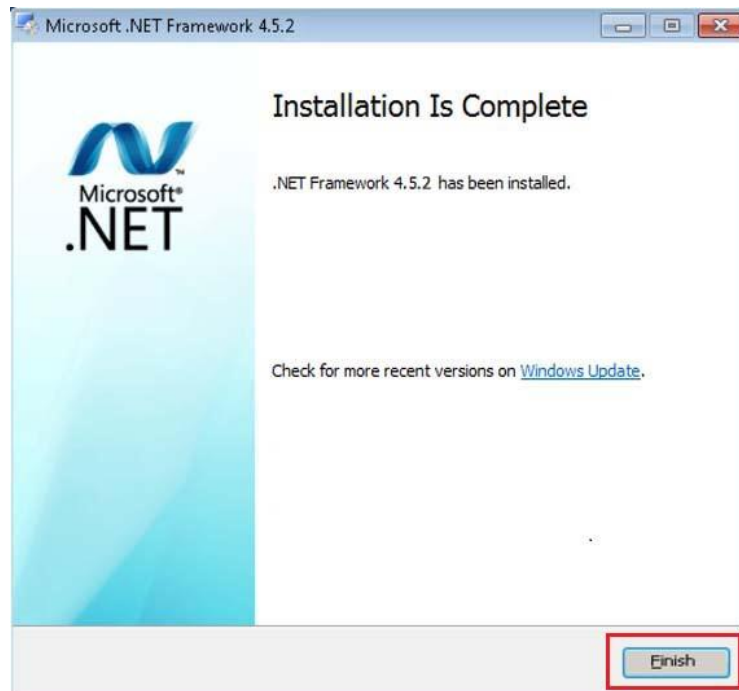 Microsoft .NET Framework 4.5.2
Installation Is Complete
.NET Framework 4.5.2 has been installed.
Microsoft®
.NET™
Check for more recent versions on Windows Update.
Finish